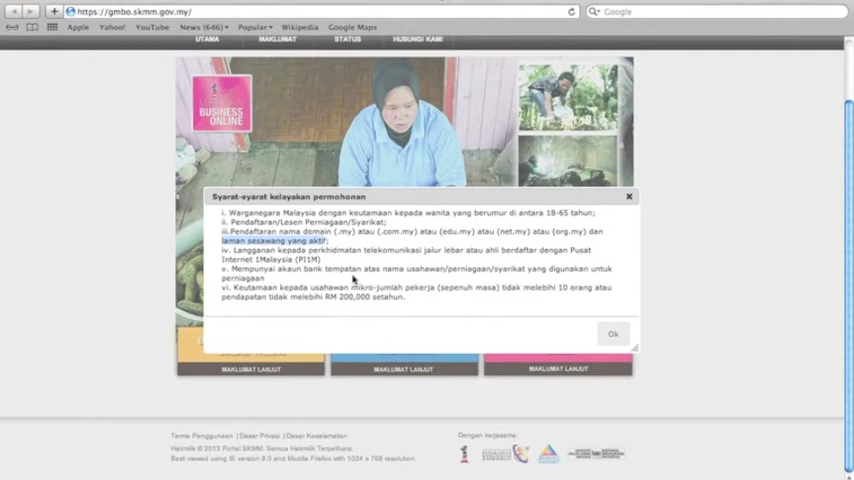 https://gmbo.skmm.gov.my/
Google
Apple Yahoo! YouTube News (646) Popular Wikipedia Google Maps
UTAMA MAKLUMAT STATUS HUBUNGI KAMI
BUSINESS
ONLINE
Syarat-syarat kelayakan permohonan
i. Warganegara Malaysia dengan keutamaan kepada wanita yang berumur di antara 18-65 tahun;
ii. Pendaftaran/Lesen Perniagaan/Syarikat;
iii.Pendaftaran nama domain (.my) atau (.com.my) atau (edu.my) atau (net.my) atau (org.my) dan
laman sesawang yang aktif;
iv. Langganan kepada perkhidmatan telekomunikasi jalur lebar atau ahli berdaftar dengan Pusat
Internet 1Malaysia (PI1M)
v. Mempunyai akaun bank tempatan atas nama usahawan/perniagaan/syarikat yang digunakan untuk
perniagaan
vi. Keutamaan kepada usahawan mikro-jumlah pekerja (sepenuh masa) tidak melebihi 10 orang atau
pendapatan tidak melebihi RM 200,000 setahun.
Ok
MAKLUMAT LANJUT MAKLUMAT LANJUT MAKLUMAT LANJUT
Terma Penggunaan | Dasar Privasi | Dasar Keselamatan
Hakmilik © 2013 Portal SKMM. Semua Hakmilik Terpelihara.
Best viewed using IE version 8.0 and Mozilla Firefox with 1024 x 768 resolution.
Dengan kerjasama: